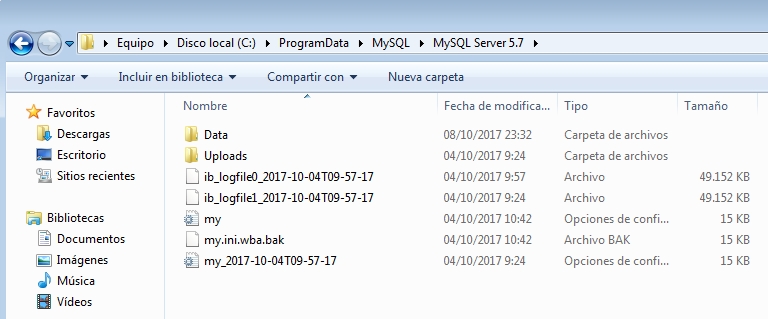 Equipo ▸ Disco local (C:) ▸ ProgramData ▸ MySQL ▸ MySQL Server 5.7 ▸
Organizar Incluir en biblioteca Compartir con Nueva carpeta
Favoritos
Descargas
Escritorio
Sitios recientes
Bibliotecas
Documentos
Imágenes
Música
Vídeos
Nombre Fecha de modifica... Tipo Tamaño
Data 08/10/2017 23:32 Carpeta de archivos
Uploads 04/10/2017 9:24 Carpeta de archivos
ib_logfile0_2017-10-04T09-57-17 04/10/2017 9:57 Archivo 49.152 KB
ib_logfile1_2017-10-04T09-57-17 04/10/2017 9:24 Archivo 49.152 KB
my 04/10/2017 10:42 Opciones de confi... 15 KB
my.ini.wba.bak 04/10/2017 10:42 Archivo BAK 15 KB
my_2017-10-04T09-57-17 04/10/2017 9:24 Opciones de confi... 15 KB